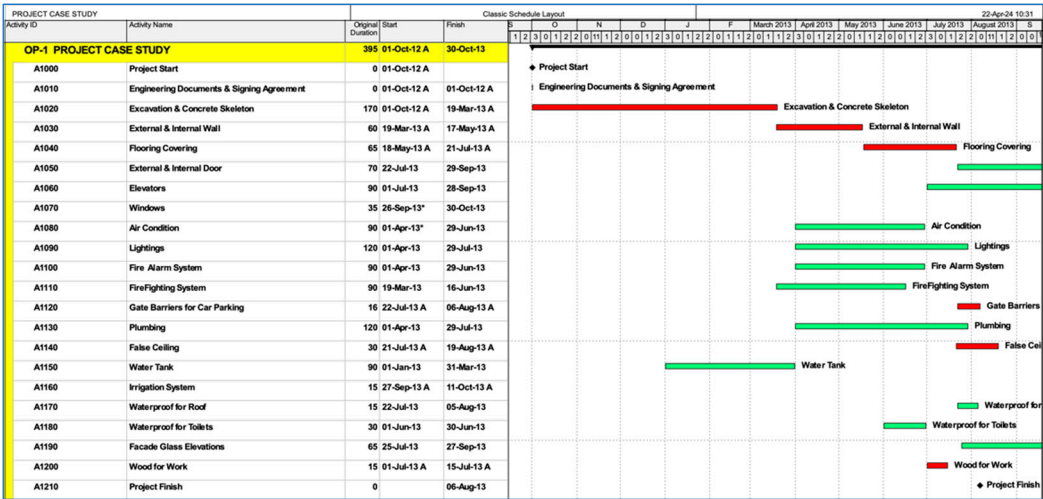 PROJECT CASE STUDY Classic Schedule Layout 22-Apr-24 10:31
Activity ID Activity Name Original Duration Start Finish S O N D J F March 2013 April 2013 May 2013 June 2013 July 2013 August 2013 S
OP-1 PROJECT CASE STUDY 395 01-Oct-12 A 30-Oct-13
A1000 Project Start 0 01-Oct-12 A Project Start
A1010 Engineering Documents & Signing Agreement 0 01-Oct-12 A 01-Oct-12 A Engineering Documents & Signing Agreement
A1020 Excavation & Concrete Skeleton 170 01-Oct-12 A 19-Mar-13 A Excavation & Concrete Skeleton
A1030 External & Internal Wall 60 19-Mar-13 A 17-May-13 A External & Internal Wall
A1040 Flooring Covering 65 18-May-13 A 21-Jul-13 A Flooring Covering
A1050 External & Internal Door 70 22-Jul-13 29-Sep-13
A1060 Elevators 90 01-Jul-13 28-Sep-13
A1070 Windows 35 26-Sep-13* 30-Oct-13
A1080 Air Condition 90 01-Apr-13* 29-Jun-13 Air Condition
A1090 Lightings 120 01-Apr-13 29-Jul-13 Lightings
A1100 Fire Alarm System 90 01-Apr-13 29-Jun-13 Fire Alarm System
A1110 FireFighting System 90 19-Mar-13 16-Jun-13 FireFighting System
A1120 Gate Barriers for Car Parking 16 22-Jul-13 A 06-Aug-13 A Gate Barriers
A1130 Plumbing 120 01-Apr-13 29-Jul-13 Plumbing
A1140 False Ceiling 30 21-Jul-13 A 19-Aug-13 A False Cei
A1150 Water Tank 90 01-Jan-13 31-Mar-13 Water Tank
A1160 Irrigation System 15 27-Sep-13 A 11-Oct-13 A
A1170 Waterproof for Roof 15 22-Jul-13 05-Aug-13 Waterproof for
A1180 Waterproof for Toilets 30 01-Jun-13 30-Jun-13 Waterproof for Toilets
A1190 Facade Glass Elevations 65 25-Jul-13 27-Sep-13
A1200 Wood for Work 15 01-Jul-13 A 15-Jul-13 A Wood for Work
A1210 Project Finish 0 06-Aug-13 Project Finish